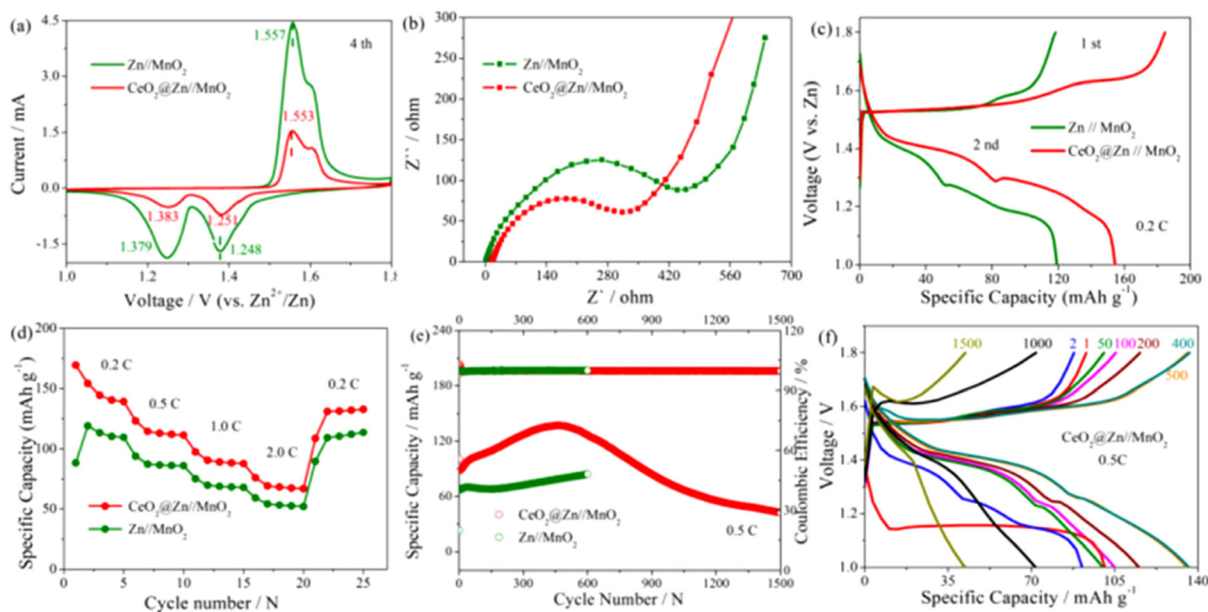 (a)
4.5
3.0
1.5
0.0
-1.5
Current / mA
1.557
4 th
Zn//MnO₂
CeO₂@Zn//MnO₂
1.553
1.383
1.251
1.379
1.248
1.0
1.2
1.4
1.6
1.8
Voltage / V (vs. Zn²⁺/Zn)
(b)
300
250
200
150
100
50
0
Z`` / ohm
Zn//MnO₂
CeO₂@Zn//MnO₂
0
140
280
420
560
700
Z` / ohm
(c)
1.8
1.6
1.4
1.2
1.0
Voltage (V vs. Zn)
1 st
Zn // MnO₂
CeO₂@Zn // MnO₂
2 nd
0.2 C
0
40
80
120
160
200
Specific Capacity (mAh g⁻¹)
(d)
200
150
100
50
0
Specific Capacity (mAh g⁻¹)
0.2 C
0.5 C
1.0 C
2.0 C
0.2 C
CeO₂@Zn//MnO₂
Zn//MnO₂
0
5
10
15
20
25
Cycle number / N
(e)
0
300
600
900
1200
1500
240
180
120
60
0
Specific Capacity / mAh g⁻¹
120
90
60
30
0
Coulombic Efficiency / %
CeO₂@Zn//MnO₂
Zn//MnO₂
0.5 C
0
300
600
900
1200
1500
Cycle Number / N
(f)
1.8
1.6
1.4
1.2
1.0
Voltage / V
1500
1000
2
1
50
100
200
400
500
CeO₂@Zn//MnO₂
0.5C
0
35
70
105
140
Specific Capacity / mAh g⁻¹